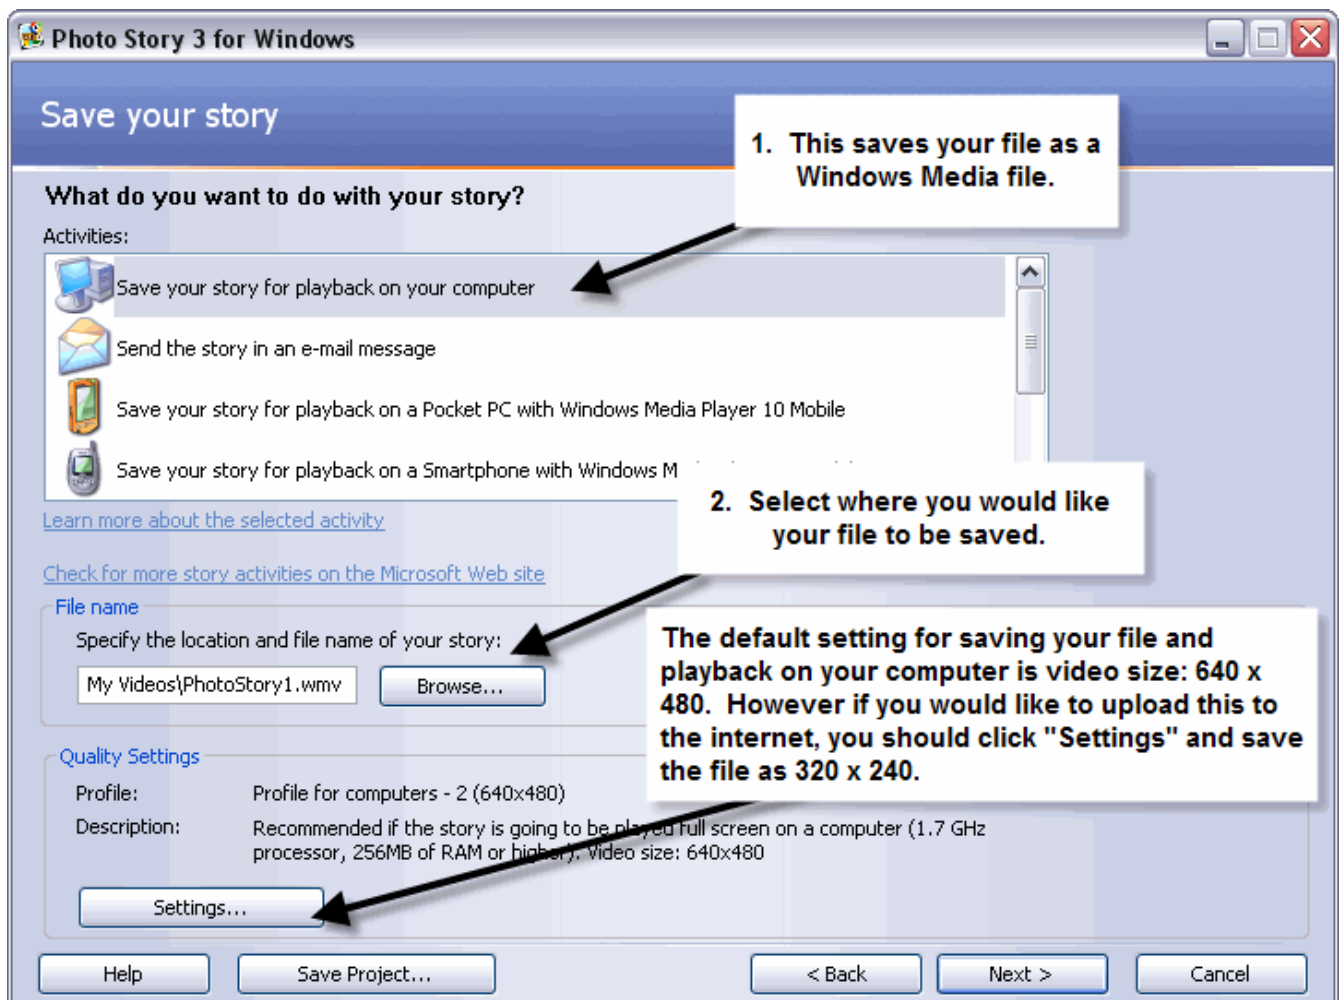 Photo Story 3 for Windows
Save your story
1. This saves your file as a
Windows Media file.
What do you want to do with your story?
Activities:
Save your story for playback on your computer
Send the story in an e-mail message
Save your story for playback on a Pocket PC with Windows Media Player 10 Mobile
Save your story for playback on a Smartphone with Windows
2. Select where you would like
your file to be saved.
Learn more about the selected activity
Check for more story activities on the Microsoft Web site
File name
Specify the location and file name of your story:
My Videos\PhotoStory1.wmv
Browse...
The default setting for saving your file and
playback on your computer is video size: 640 x
480. However if you would like to upload this to
the internet, you should click "Settings" and save
the file as 320 x 240.
Quality Settings
Profile: Profile for computers - 2 (640x480)
Description: Recommended if the story is going to be played full screen on a computer (1.7 GHz
processor, 256MB of RAM or higher). Video size: 640x480
Settings...
Help
Save Project...
< Back
Next >
Cancel